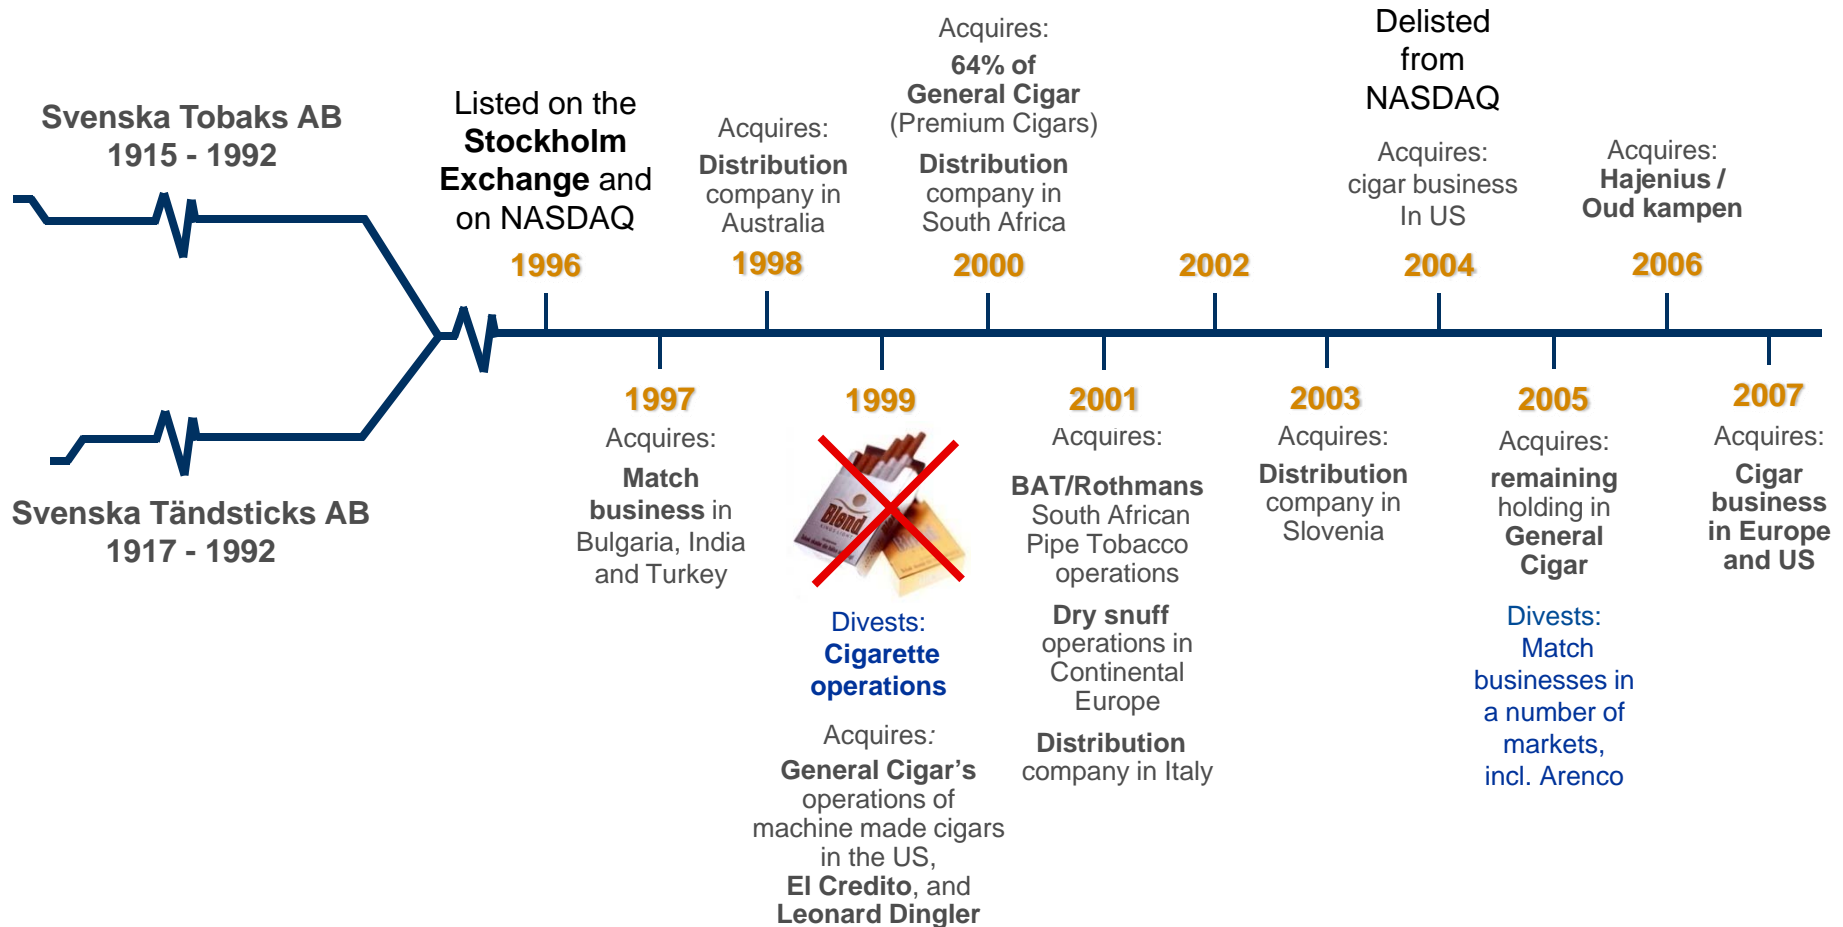 Svenska Tobaks AB
1915 - 1992
Svenska Tändsticks AB
1917 - 1992
Listed on the
Stockholm
Exchange and
on NASDAQ
1996
1997
Acquires:
Match
business in
Bulgaria, India
and Turkey
Acquires:
Distribution
company in
Australia
1998
1999
Blend
Divests:
Cigarette
operations
Acquires:
General Cigar’s
operations of
machine made cigars
in the US,
El Credito, and
Leonard Dingler
Acquires:
64% of
General Cigar
(Premium Cigars)
Distribution
company in
South Africa
2000
2001
Acquires:
BAT/Rothmans
South African
Pipe Tobacco
operations
Dry snuff
operations in
Continental
Europe
Distribution
company in Italy
2002
2003
Acquires:
Distribution
company in
Slovenia
Delisted
from
NASDAQ
Acquires:
cigar business
In US
2004
2005
Acquires:
remaining
holding in
General
Cigar
Divests:
Match
businesses in
a number of
markets,
incl. Arenco
Acquires:
Hajenius /
Oud kampen
2006
2007
Acquires:
Cigar
business
in Europe
and US